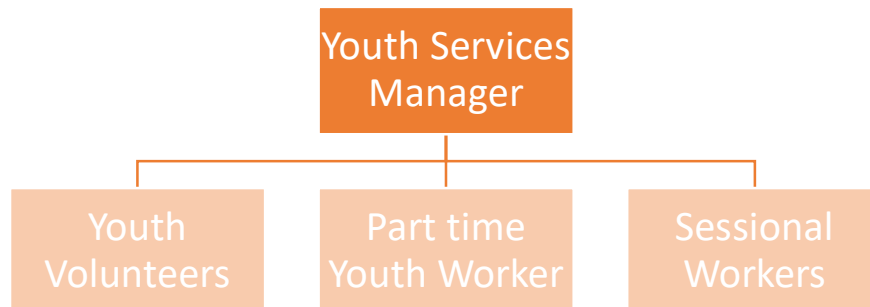 Youth Services
Manager
Youth
Volunteers
Part time
Youth Worker
Sessional
Workers